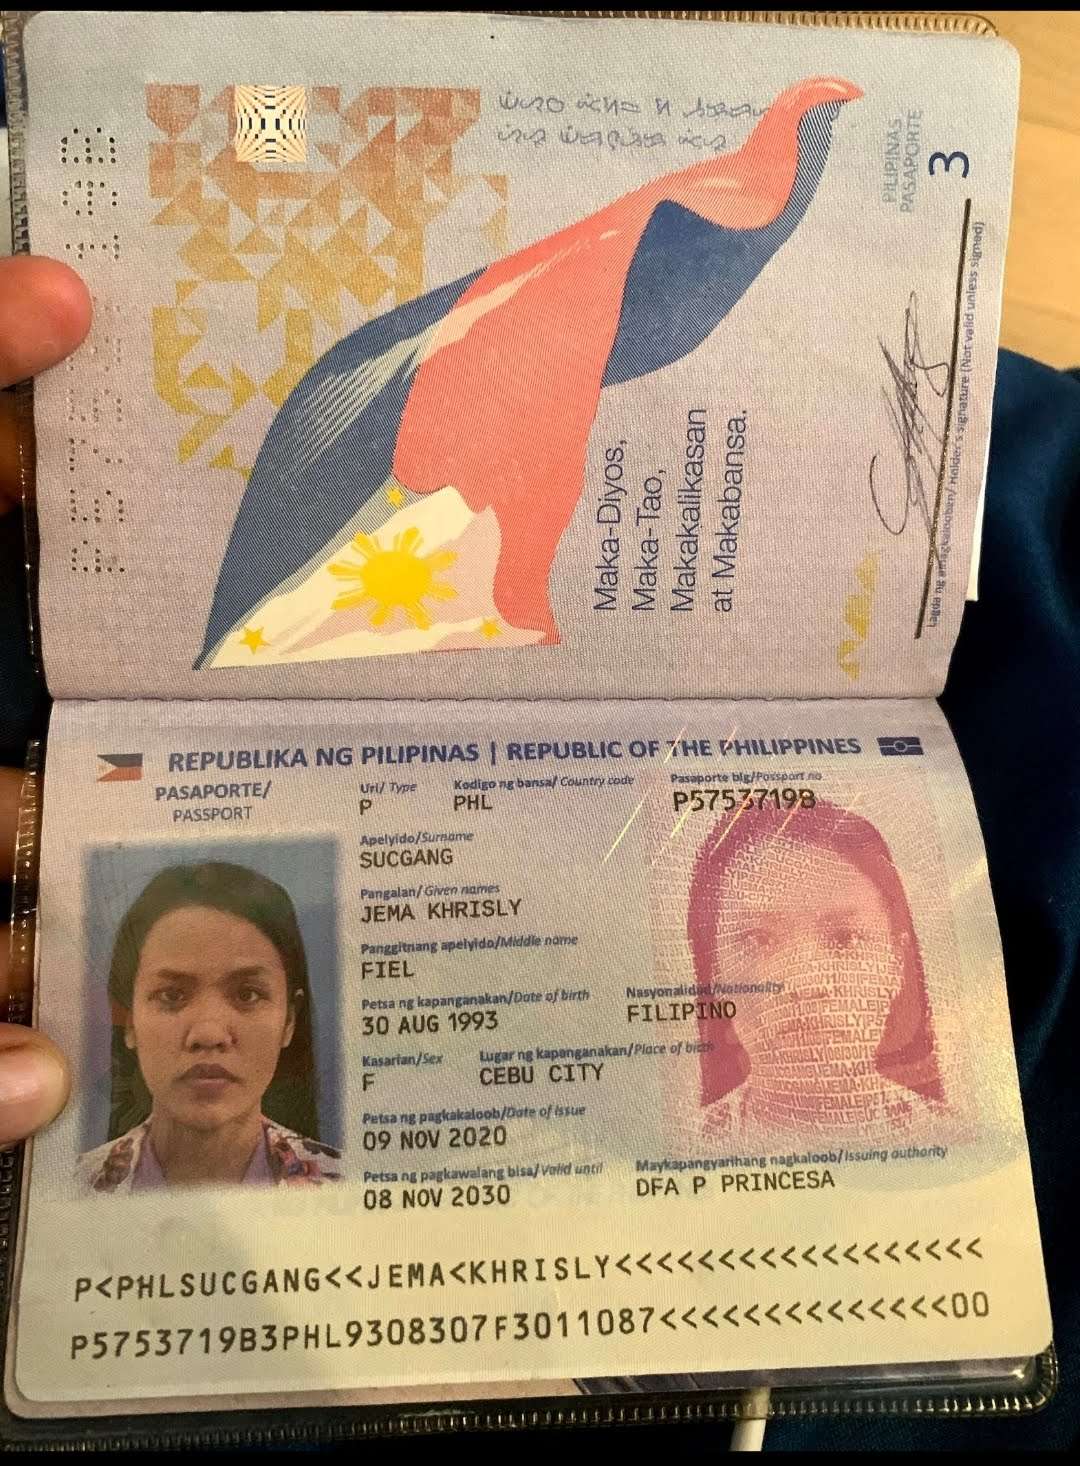 PILIPINAS
PASAPORTE
3
Maka-Diyos,
Maka-Tao,
Makakalikasan
at Makabansa.
Lagda ng pinagkalooban/ Holder's signature (Not valid unless signed)
REPUBLIKA NG PILIPINAS | REPUBLIC OF THE PHILIPPINES
PASAPORTE/
PASSPORT
Uri/ Type
Kodigo ng bansa/ Country code
Pasaporte blg/Passport no.
P
PHL
P5753719B
Apelyido/Surname
SUCGANG
Pangalan/ Given names
JEMA KHRISLY
Panggitnang apelyido/Middle name
FIEL
Petsa ng kapanganakan/Date of birth
Nasyonalidad/Nationality
30 AUG 1993
FILIPINO
Kasarian/Sex
Lugar ng kapanganakan/Place of birth
F
CEBU CITY
Petsa ng pagkakaloob/Date of issue
09 NOV 2020
Petsa ng pagkawalang bisa/Valid until
Maykapangyarihang nagkaloob/Issuing authority
08 NOV 2030
DFA P PRINCESA
P<PHLSUCGANG<<JEMA<KHRISLY<<<<<<<<<<<<<<<<<<
P5753719B3PHL9308307F3011087<<<<<<<<<<<<<<00